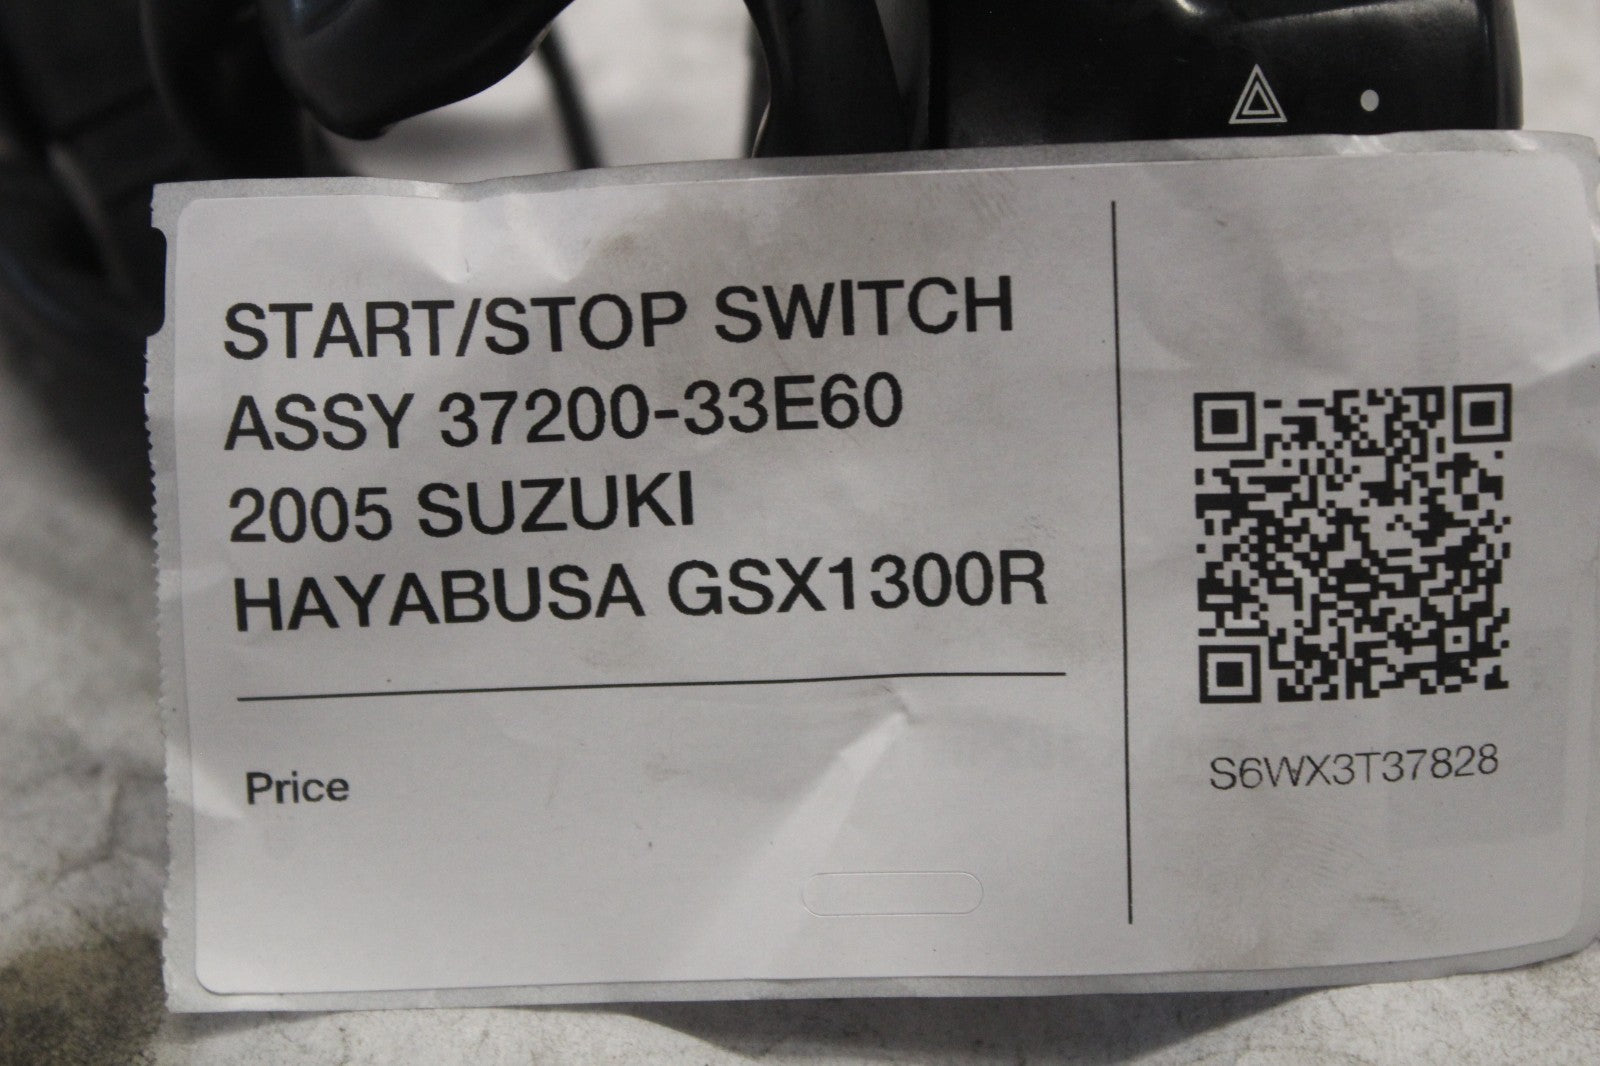 START/STOP SWITCH
ASSY 37200-33E60
2005 SUZUKI
HAYABUSA GSX1300R
Price
S6WX3T37828